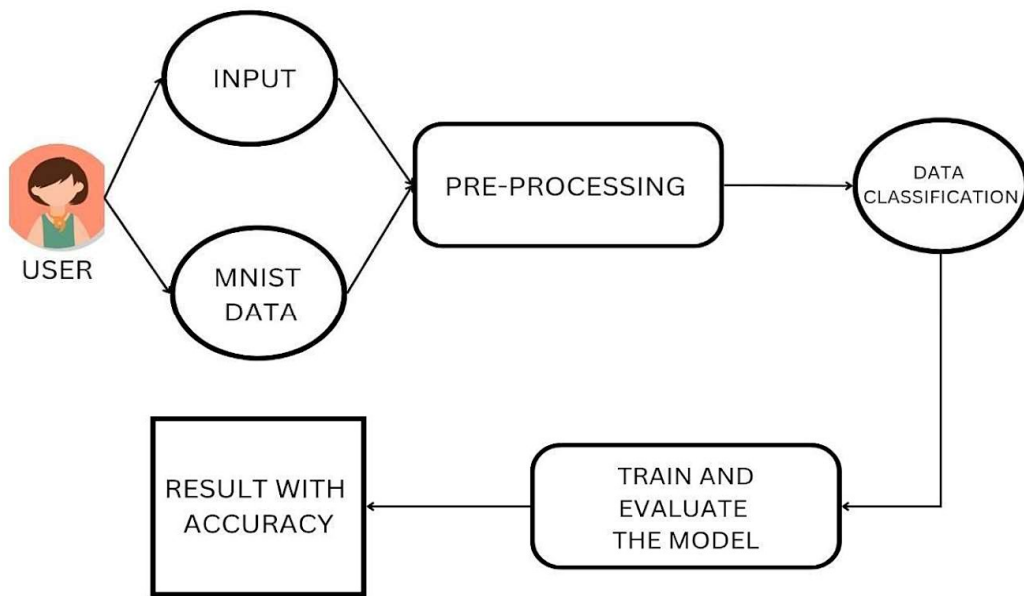 INPUT
USER
MNIST
DATA
PRE-PROCESSING
DATA
CLASSIFICATION
TRAIN AND
EVALUATE
THE MODEL
RESULT WITH
ACCURACY